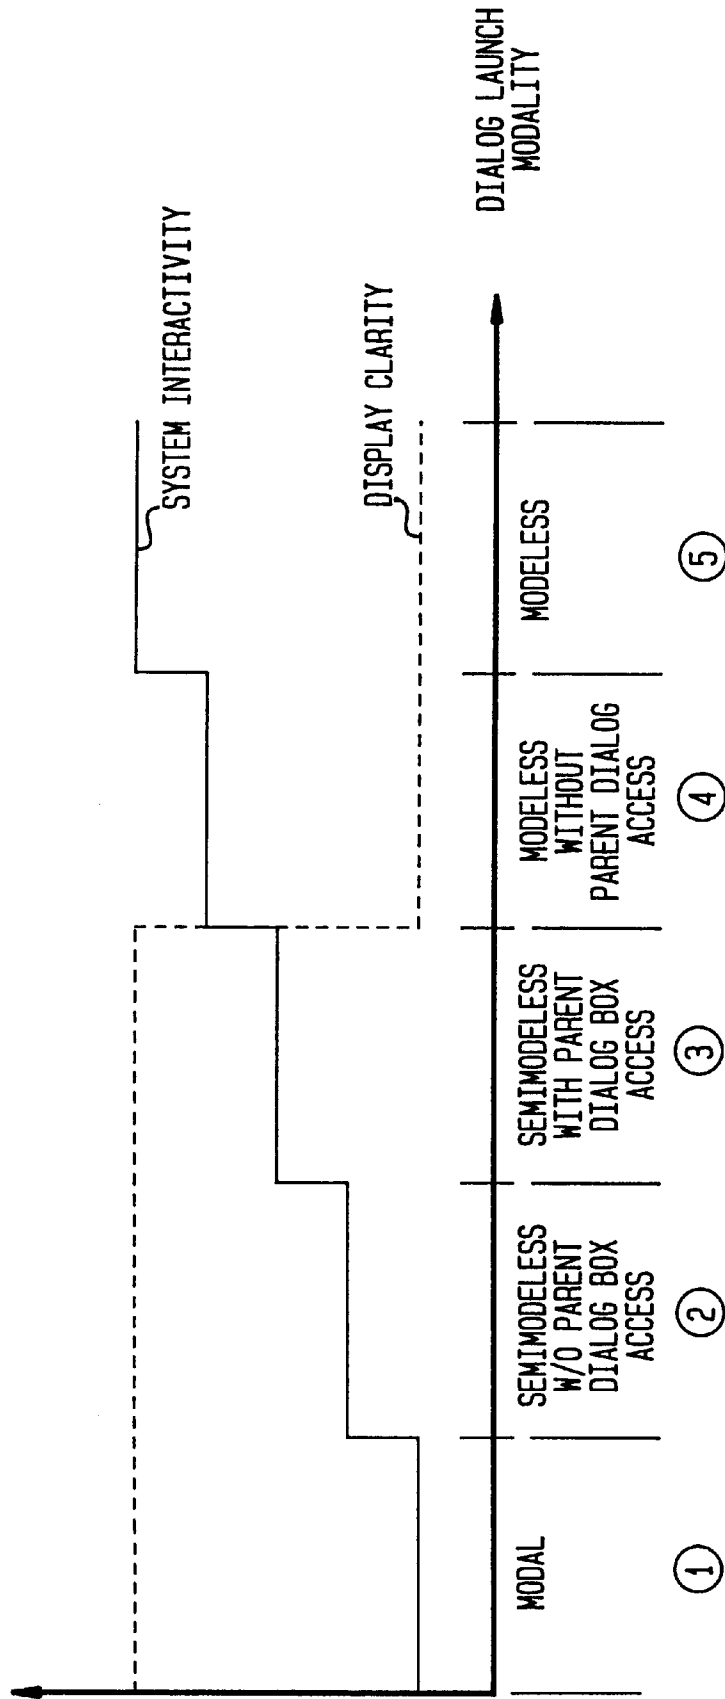 SYSTEM INTERACTIVITY
DISPLAY CLARITY
DIALOG LAUNCH
MODALITY
MODAL
SEMIMODELESS
W/O PARENT
DIALOG BOX
ACCESS
SEMIMODELESS
WITH PARENT
DIALOG BOX
ACCESS
MODELESS
WITHOUT
PARENT DIALOG
ACCESS
MODELESS
1
2
3
4
5